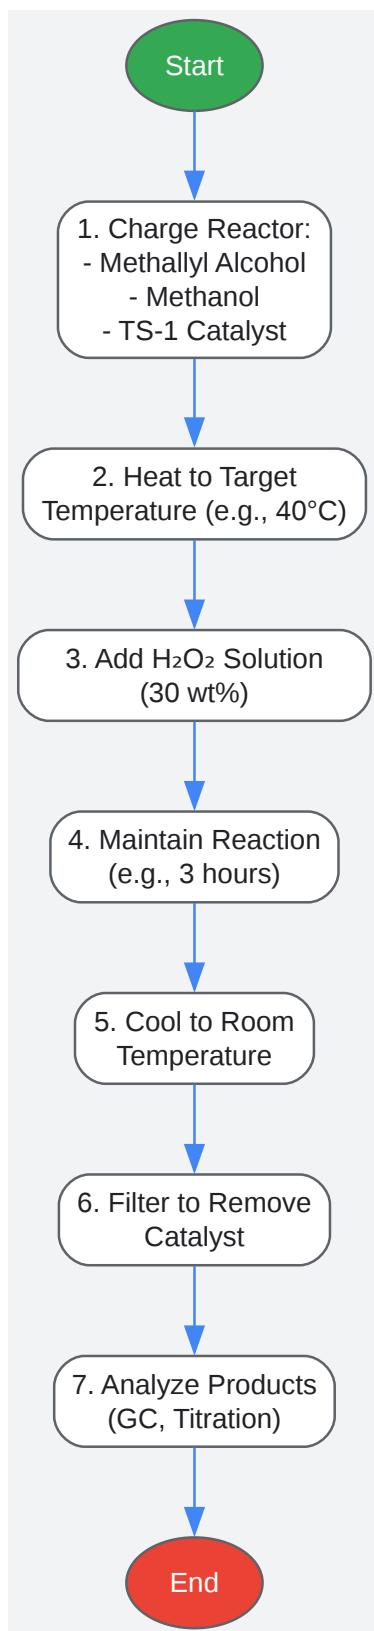 Start
1. Charge Reactor:
- Methallyl Alcohol
- Methanol
- TS-1 Catalyst
2. Heat to Target
Temperature (e.g., 40°C)
3. Add H₂O₂ Solution
(30 wt%)
4. Maintain Reaction
(e.g., 3 hours)
5. Cool to Room
Temperature
6. Filter to Remove
Catalyst
7. Analyze Products
(GC, Titration)
End